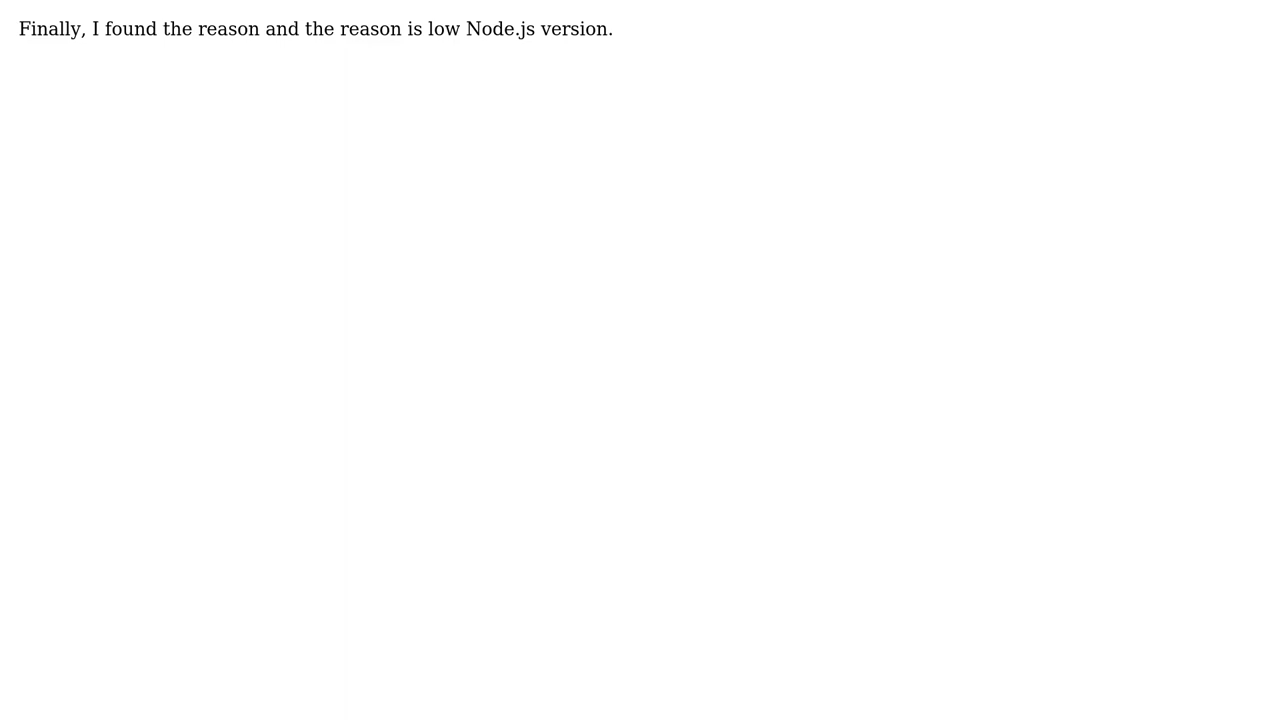 Finally, I found the reason and the reason is low Node.js version.